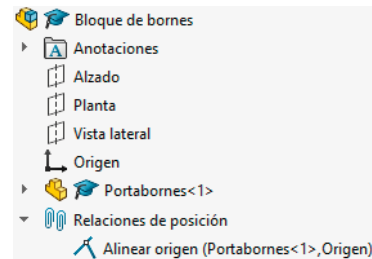 Bloque de bornes
Anotaciones
Alzado
Planta
Vista lateral
Origen
Portabornes<1>
Relaciones de posición
Alinear origen (Portabornes<1>,Origen)